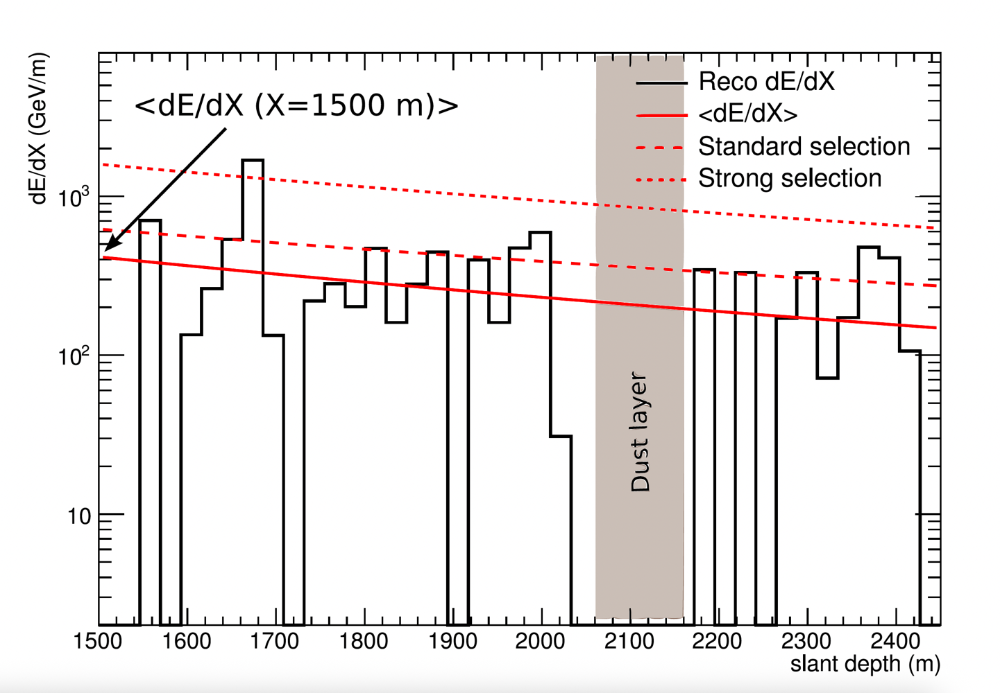 dE/dX (GeV/m)
<dE/dX (X=1500 m)>
Reco dE/dX
<dE/dX>
Standard selection
Strong selection
10³
10²
10
Dust layer
1500 1600 1700 1800 1900 2000 2100 2200 2300 2400
slant depth (m)